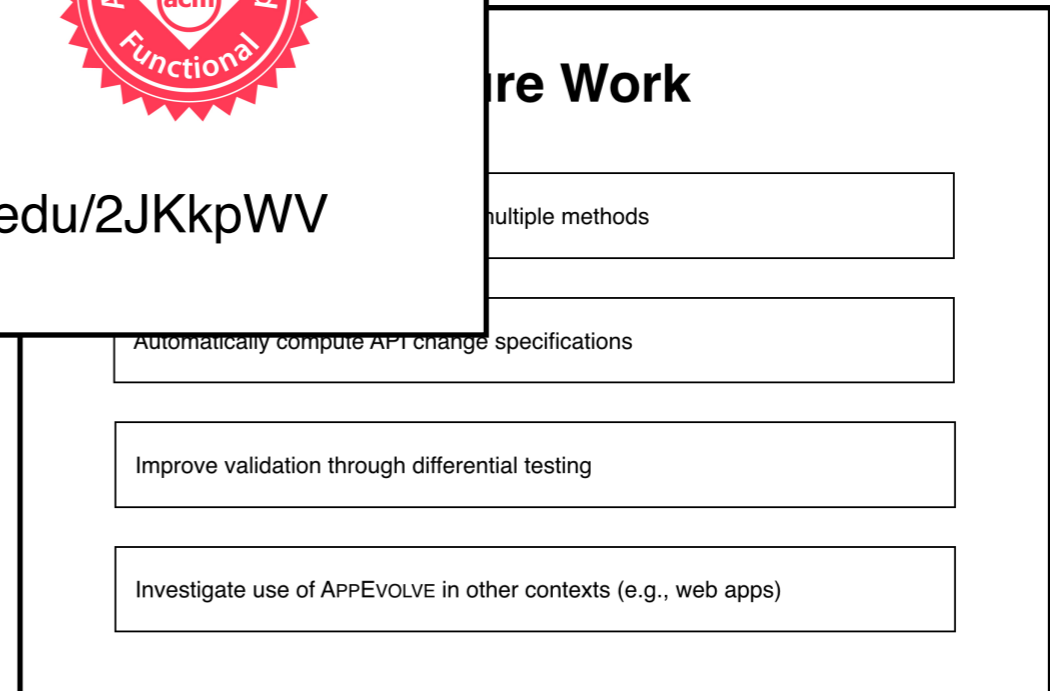 acm
Functional
edu/2JKkpWV
re Work
multiple methods
Automatically compute API change specifications
Improve validation through differential testing
Investigate use of APPEVOLVE in other contexts (e.g., web apps)